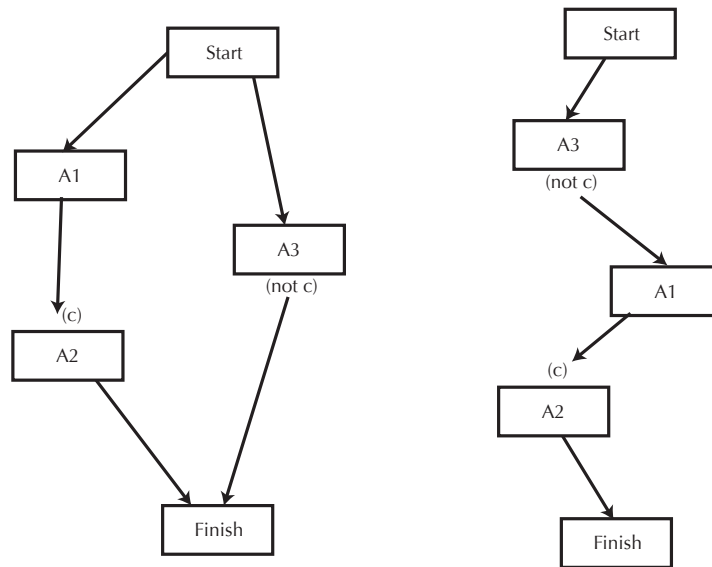 Start
A1
A3
(not c)
(c)
A2
Finish
Start
A3
(not c)
A1
(c)
A2
Finish